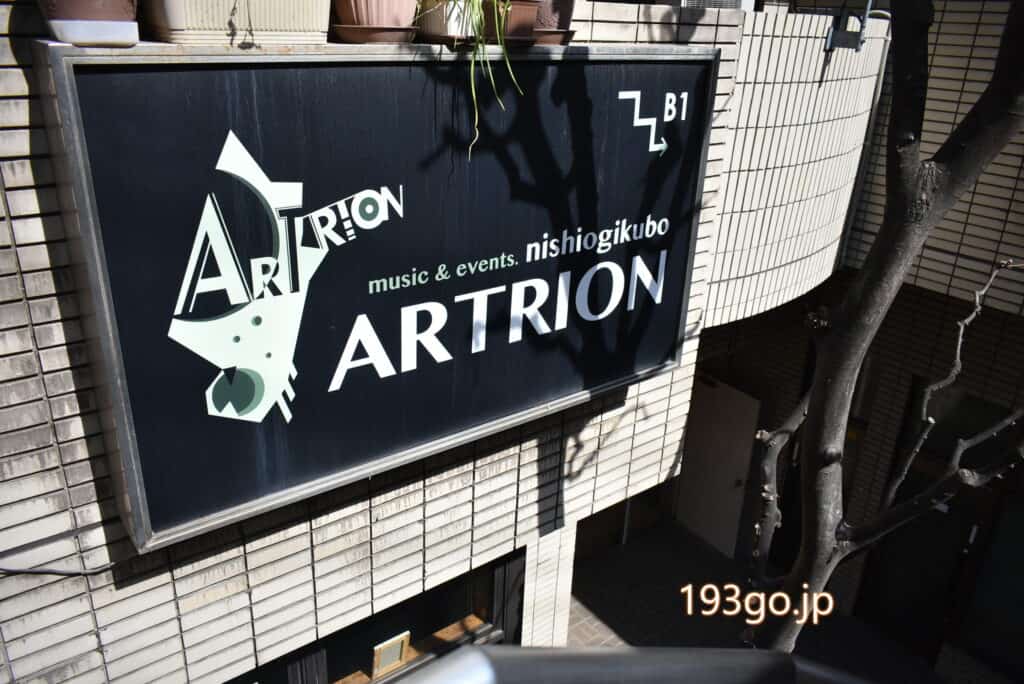 B1
ARTRION
music & events. nishiogikubo
ARTRION
193go.jp